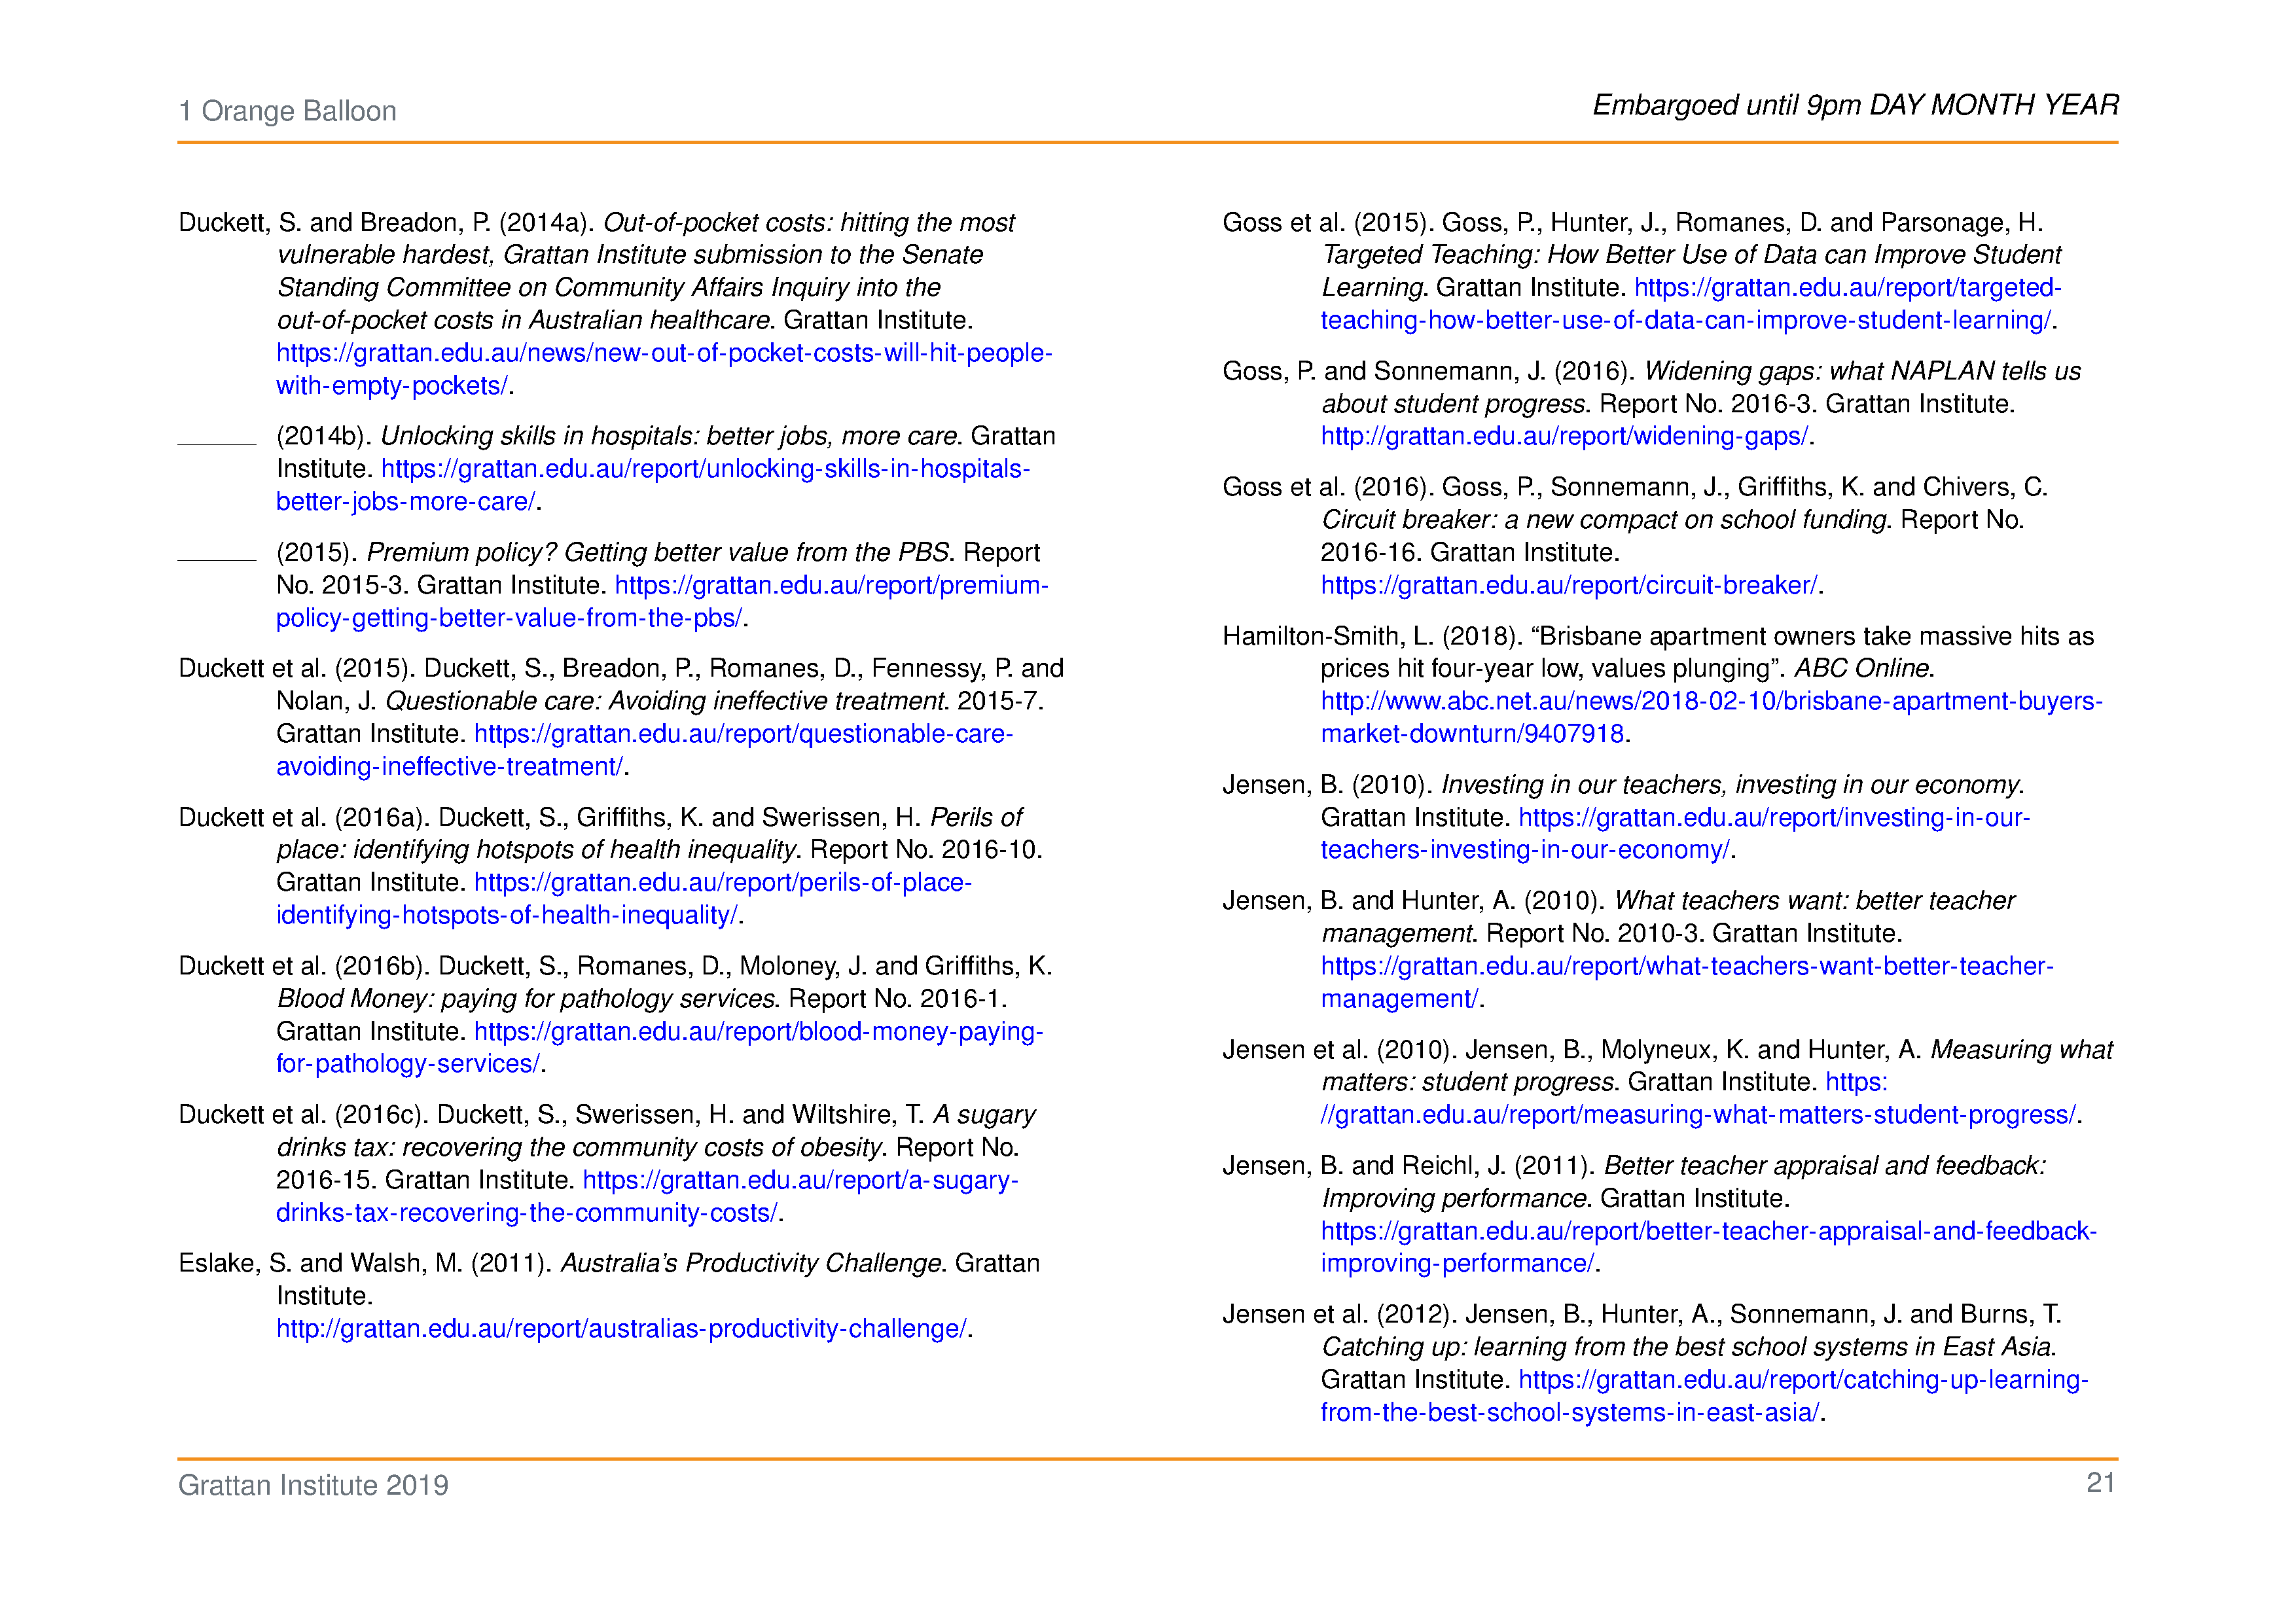 1 Orange Balloon
Embargoed until 9pm DAY MONTH YEAR
Duckett, S. and Breadon, P. (2014a). Out-of-pocket costs: hitting the most
vulnerable hardest, Grattan Institute submission to the Senate
Standing Committee on Community Affairs Inquiry into the
out-of-pocket costs in Australian healthcare. Grattan Institute.
https://grattan.edu.au/news/new-out-of-pocket-costs-will-hit-people-
with-empty-pockets/.
______ (2014b). Unlocking skills in hospitals: better jobs, more care. Grattan
Institute. https://grattan.edu.au/report/unlocking-skills-in-hospitals-
better-jobs-more-care/.
______ (2015). Premium policy? Getting better value from the PBS. Report
No. 2015-3. Grattan Institute. https://grattan.edu.au/report/premium-
policy-getting-better-value-from-the-pbs/.
Duckett et al. (2015). Duckett, S., Breadon, P., Romanes, D., Fennessy, P. and
Nolan, J. Questionable care: Avoiding ineffective treatment. 2015-7.
Grattan Institute. https://grattan.edu.au/report/questionable-care-
avoiding-ineffective-treatment/.
Duckett et al. (2016a). Duckett, S., Griffiths, K. and Swerissen, H. Perils of
place: identifying hotspots of health inequality. Report No. 2016-10.
Grattan Institute. https://grattan.edu.au/report/perils-of-place-
identifying-hotspots-of-health-inequality/.
Duckett et al. (2016b). Duckett, S., Romanes, D., Moloney, J. and Griffiths, K.
Blood Money: paying for pathology services. Report No. 2016-1.
Grattan Institute. https://grattan.edu.au/report/blood-money-paying-
for-pathology-services/.
Duckett et al. (2016c). Duckett, S., Swerissen, H. and Wiltshire, T. A sugary
drinks tax: recovering the community costs of obesity. Report No.
2016-15. Grattan Institute. https://grattan.edu.au/report/a-sugary-
drinks-tax-recovering-the-community-costs/.
Eslake, S. and Walsh, M. (2011). Australia's Productivity Challenge. Grattan
Institute.
http://grattan.edu.au/report/australias-productivity-challenge/.
Goss et al. (2015). Goss, P., Hunter, J., Romanes, D. and Parsonage, H.
Targeted Teaching: How Better Use of Data can Improve Student
Learning. Grattan Institute. https://grattan.edu.au/report/targeted-
teaching-how-better-use-of-data-can-improve-student-learning/.
Goss, P. and Sonnemann, J. (2016). Widening gaps: what NAPLAN tells us
about student progress. Report No. 2016-3. Grattan Institute.
http://grattan.edu.au/report/widening-gaps/.
Goss et al. (2016). Goss, P., Sonnemann, J., Griffiths, K. and Chivers, C.
Circuit breaker: a new compact on school funding. Report No.
2016-16. Grattan Institute.
https://grattan.edu.au/report/circuit-breaker/.
Hamilton-Smith, L. (2018). “Brisbane apartment owners take massive hits as
prices hit four-year low, values plunging”. ABC Online.
http://www.abc.net.au/news/2018-02-10/brisbane-apartment-buyers-
market-downturn/9407918.
Jensen, B. (2010). Investing in our teachers, investing in our economy.
Grattan Institute. https://grattan.edu.au/report/investing-in-our-
teachers-investing-in-our-economy/.
Jensen, B. and Hunter, A. (2010). What teachers want: better teacher
management. Report No. 2010-3. Grattan Institute.
https://grattan.edu.au/report/what-teachers-want-better-teacher-
management/.
Jensen et al. (2010). Jensen, B., Molyneux, K. and Hunter, A. Measuring what
matters: student progress. Grattan Institute. https:
//grattan.edu.au/report/measuring-what-matters-student-progress/.
Jensen, B. and Reichl, J. (2011). Better teacher appraisal and feedback:
Improving performance. Grattan Institute.
https://grattan.edu.au/report/better-teacher-appraisal-and-feedback-
improving-performance/.
Jensen et al. (2012). Jensen, B., Hunter, A., Sonnemann, J. and Burns, T.
Catching up: learning from the best school systems in East Asia.
Grattan Institute. https://grattan.edu.au/report/catching-up-learning-
from-the-best-school-systems-in-east-asia/.
Grattan Institute 2019
21